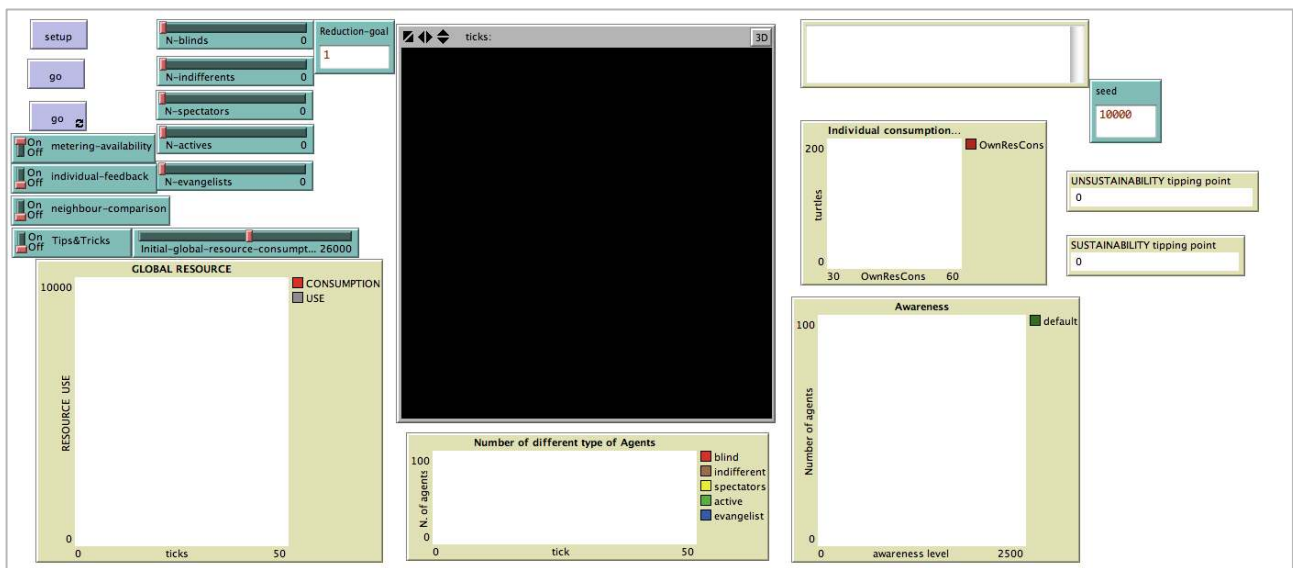 setup
go
go
N-blinds 0
N-indifferents 0
N-spectators 0
N-actives 0
N-evangelists 0
Reduction-goal
1
On
Off metering-availability
On
Off individual-feedback
On
Off neighbour-comparison
On
Off Tips&Tricks
Initial-global-resource-consumpt... 26000
GLOBAL RESOURCE
10000
RESOURCE USE
0
0 ticks 50
CONSUMPTION
USE
ticks:
3D
Number of different type of Agents
100
N. of agents
0
0 tick 50
blind
indifferent
spectators
active
evangelist
seed
10000
Individual consumption...
200
turtles
0
30 OwnResCons 60
OwnResCons
UNSUSTAINABILITY tipping point
0
SUSTAINABILITY tipping point
0
Awareness
100
Number of agents
0
0 awareness level 2500
default